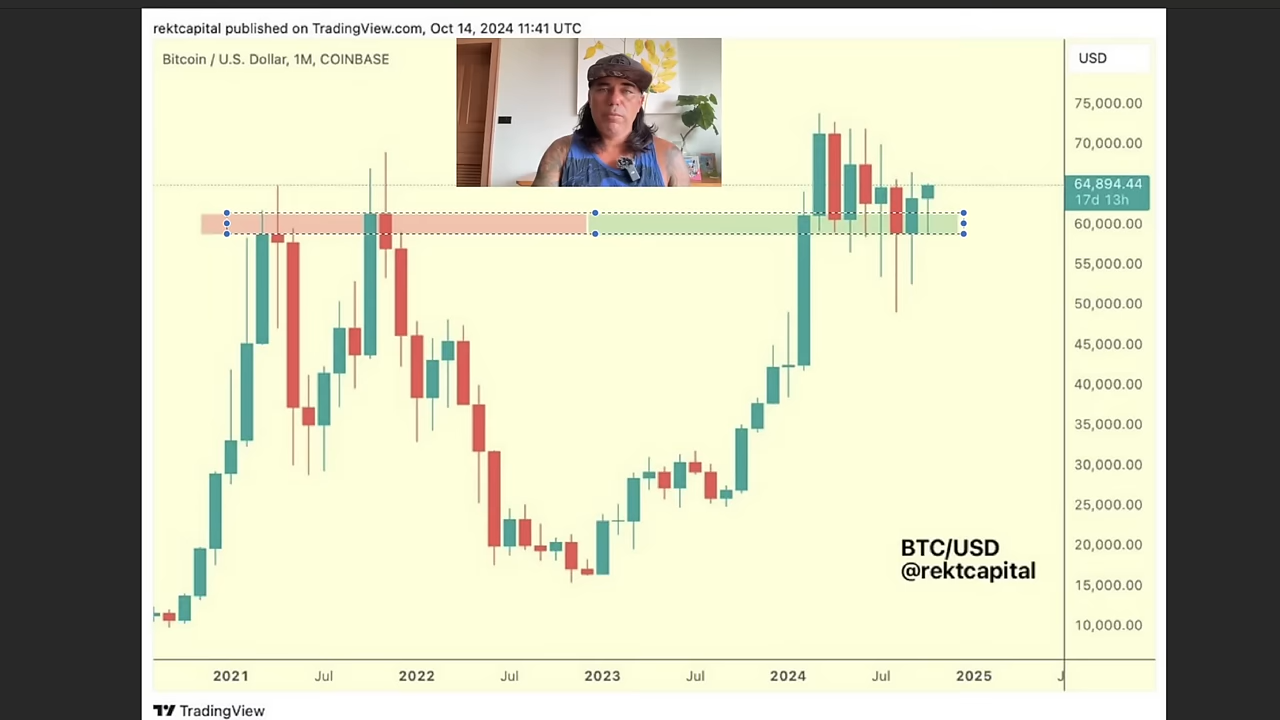 rektcapital published on TradingView.com, Oct 14, 2024 11:41 UTC
Bitcoin / U.S. Dollar, 1M, COINBASE
USD
75,000.00
70,000.00
64,894.44
17d 13h
60,000.00
55,000.00
50,000.00
45,000.00
40,000.00
35,000.00
30,000.00
25,000.00
20,000.00
15,000.00
10,000.00
BTC/USD
@rektcapital
2021 Jul 2022 Jul 2023 Jul 2024 Jul 2025 J
TradingView